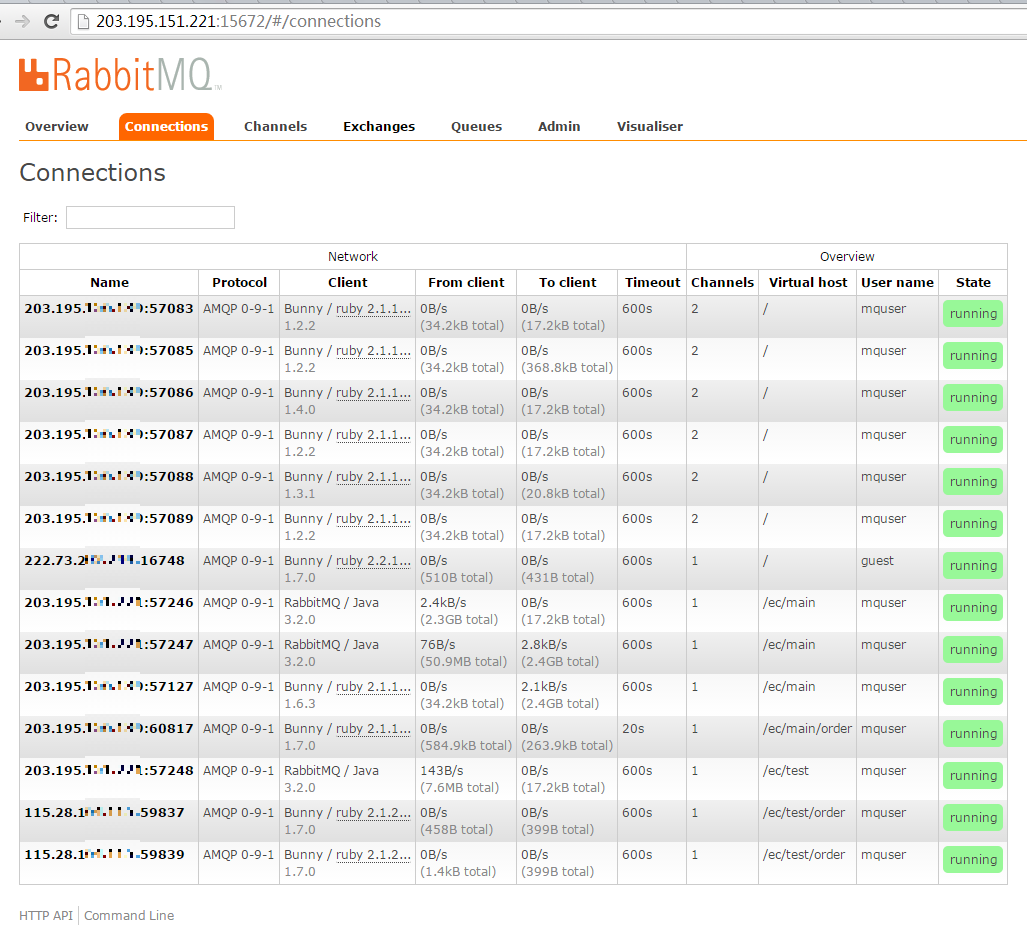 203.195.151.221:15672/#/connections
RabbitMQ TM
Overview Connections Channels Exchanges Queues Admin Visualiser
Connections
Filter:
Network Overview
Name Protocol Client From client To client Timeout Channels Virtual host User name State
203.195. :57083 AMQP 0-9-1 Bunny / ruby 2.1.1... 0B/s 0B/s 600s 2 / mquser running
1.2.2 (34.2kB total) (17.2kB total)
203.195. :57085 AMQP 0-9-1 Bunny / ruby 2.1.1... 0B/s 0B/s 600s 2 / mquser running
1.2.2 (34.2kB total) (368.8kB total)
203.195. :57086 AMQP 0-9-1 Bunny / ruby 2.1.1... 0B/s 0B/s 600s 2 / mquser running
1.4.0 (34.2kB total) (17.2kB total)
203.195. :57087 AMQP 0-9-1 Bunny / ruby 2.1.1... 0B/s 0B/s 600s 2 / mquser running
1.2.2 (34.2kB total) (17.2kB total)
203.195. :57088 AMQP 0-9-1 Bunny / ruby 2.1.1... 0B/s 0B/s 600s 2 / mquser running
1.3.1 (34.2kB total) (20.8kB total)
203.195. :57089 AMQP 0-9-1 Bunny / ruby 2.1.1... 0B/s 0B/s 600s 2 / mquser running
1.2.2 (34.2kB total) (17.2kB total)
222.73.2 16748 AMQP 0-9-1 Bunny / ruby 2.2.1... 0B/s 0B/s 600s 1 / guest running
1.7.0 (510B total) (431B total)
203.195. :57246 AMQP 0-9-1 RabbitMQ / Java 2.4kB/s 0B/s 600s 1 /ec/main mquser running
3.2.0 (2.3GB total) (17.2kB total)
203.195. :57247 AMQP 0-9-1 RabbitMQ / Java 76B/s 2.8kB/s 600s 1 /ec/main mquser running
3.2.0 (50.9MB total) (2.4GB total)
203.195. :57127 AMQP 0-9-1 Bunny / ruby 2.1.1... 0B/s 2.1kB/s 600s 1 /ec/main mquser running
1.6.3 (34.2kB total) (2.4GB total)
203.195. :60817 AMQP 0-9-1 Bunny / ruby 2.1.1... 0B/s 0B/s 20s 1 /ec/main/order mquser running
1.7.0 (584.9kB total) (263.9kB total)
203.195. :57248 AMQP 0-9-1 RabbitMQ / Java 143B/s 0B/s 600s 1 /ec/test mquser running
3.2.0 (7.6MB total) (17.2kB total)
115.28.1 59837 AMQP 0-9-1 Bunny / ruby 2.1.2... 0B/s 0B/s 600s 1 /ec/test/order mquser running
1.7.0 (458B total) (399B total)
115.28.1 59839 AMQP 0-9-1 Bunny / ruby 2.1.2... 0B/s 0B/s 600s 1 /ec/test/order mquser running
1.7.0 (1.4kB total) (399B total)
HTTP API Command Line